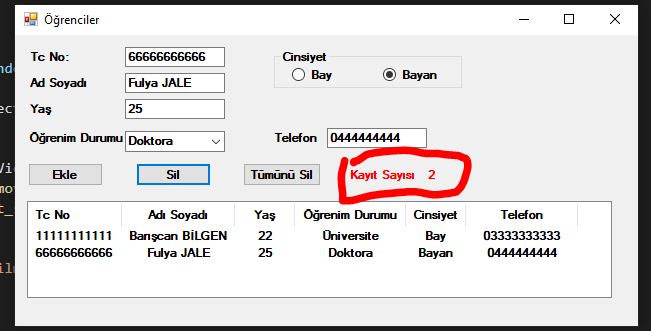 Öğrenciler
Tc No: 66666666666
Cinsiyet
Bay Bayan
Ad Soyadı Fulya JALE
Yaş 25
Öğrenim Durumu Doktora Telefon 0444444444
Ekle Sil Tümünü Sil Kayıt Sayısı 2
Tc No Adı Soyadı Yaş Öğrenim Durumu Cinsiyet Telefon
11111111111 Barışcan BİLGEN 22 Üniversite Bay 03333333333
66666666666 Fulya JALE 25 Doktora Bayan 0444444444